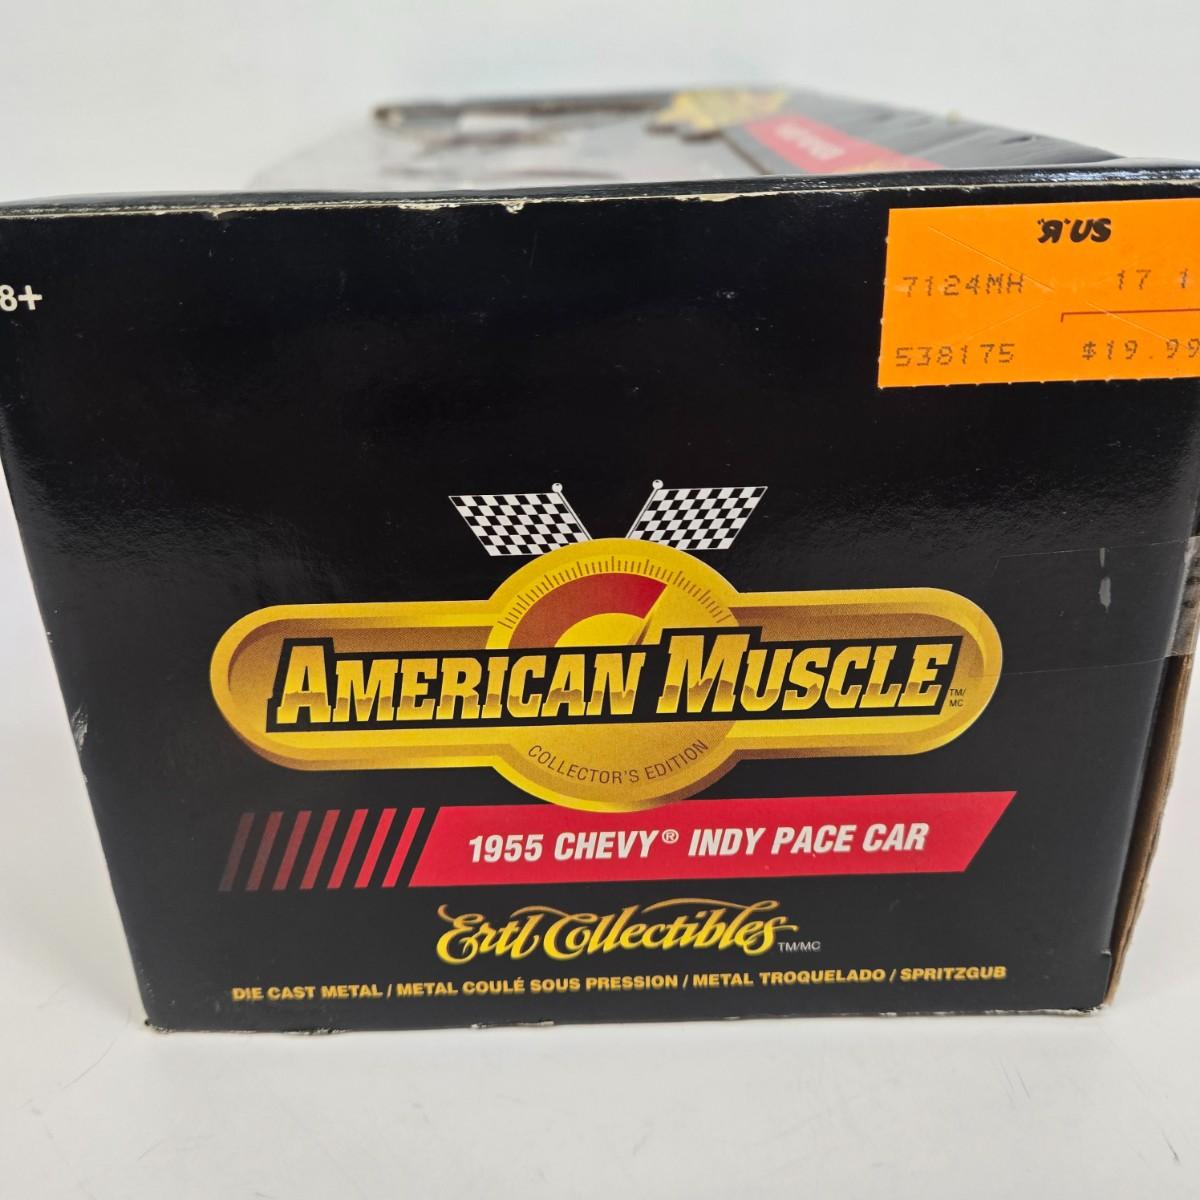 8+
"R" US
7124MH 17 1
538175 $19.99
AMERICAN MUSCLE TM/MC
COLLECTOR'S EDITION
1955 CHEVY® INDY PACE CAR
Ertl Collectibles TM/MC
DIE CAST METAL / METAL COULÉ SOUS PRESSION / METAL TROQUELADO / SPRITZGUB